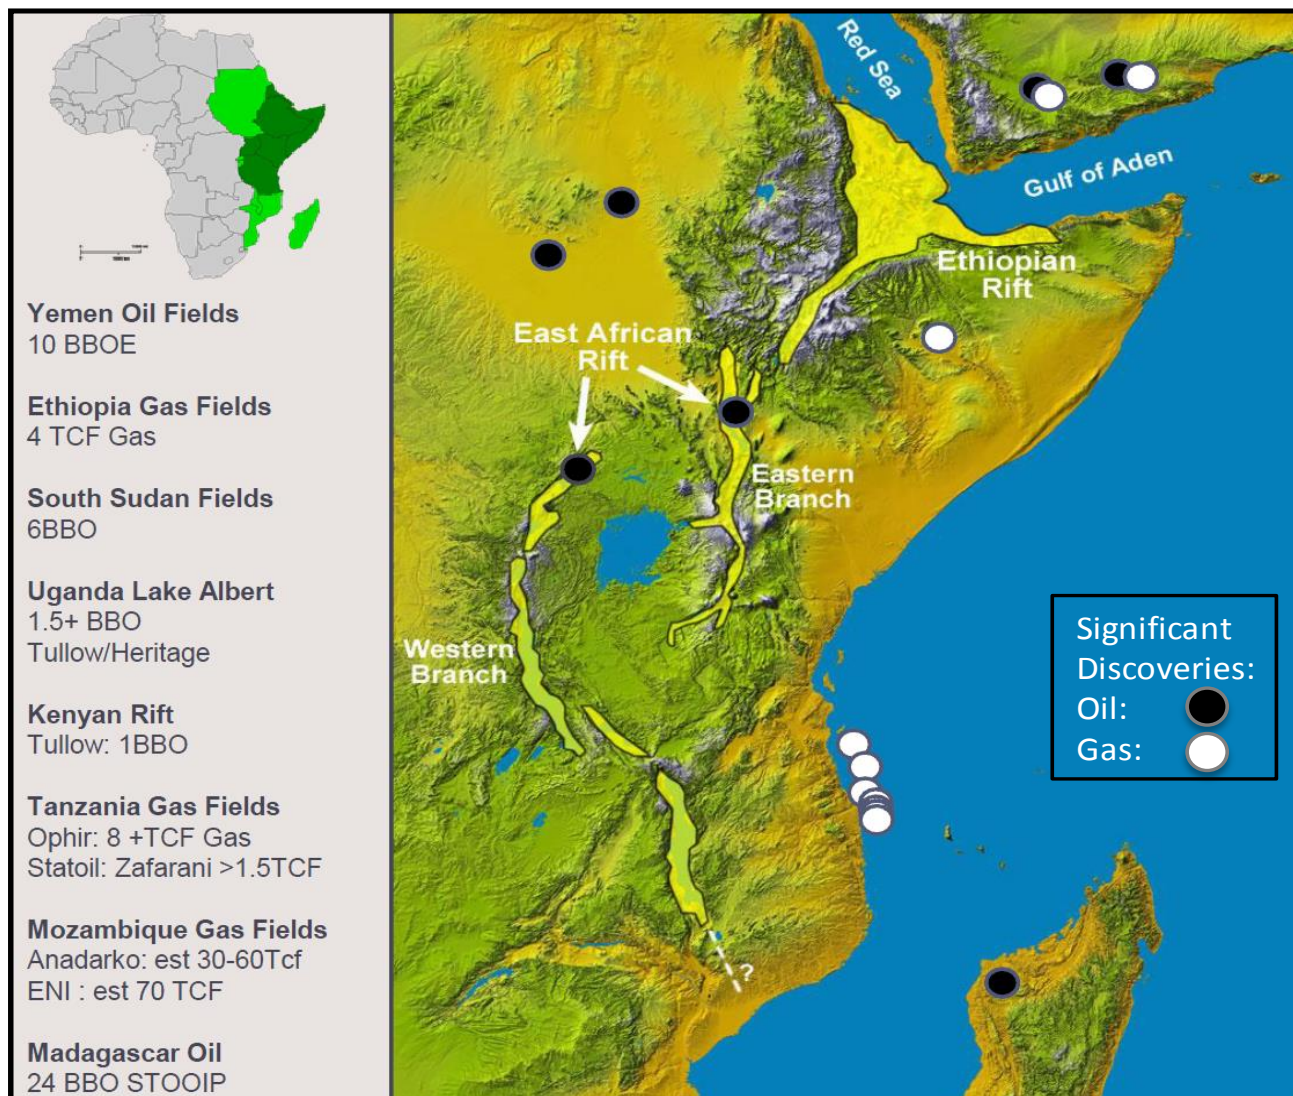 Yemen Oil Fields
10 BBOE
Ethiopia Gas Fields
4 TCF Gas
South Sudan Fields
6BBO
Uganda Lake Albert
1.5+ BBO
Tullow/Heritage
Kenyan Rift
Tullow: 1BBO
Tanzania Gas Fields
Ophir: 8 +TCF Gas
Statoil: Zafarani >1.5TCF
Mozambique Gas Fields
Anadarko: est 30-60Tcf
ENI : est 70 TCF
Madagascar Oil
24 BBO STOOIP
Red Sea
Gulf of Aden
Ethiopian
Rift
East African
Rift
Eastern
Branch
Western
Branch
?
Significant
Discoveries:
Oil:
Gas: